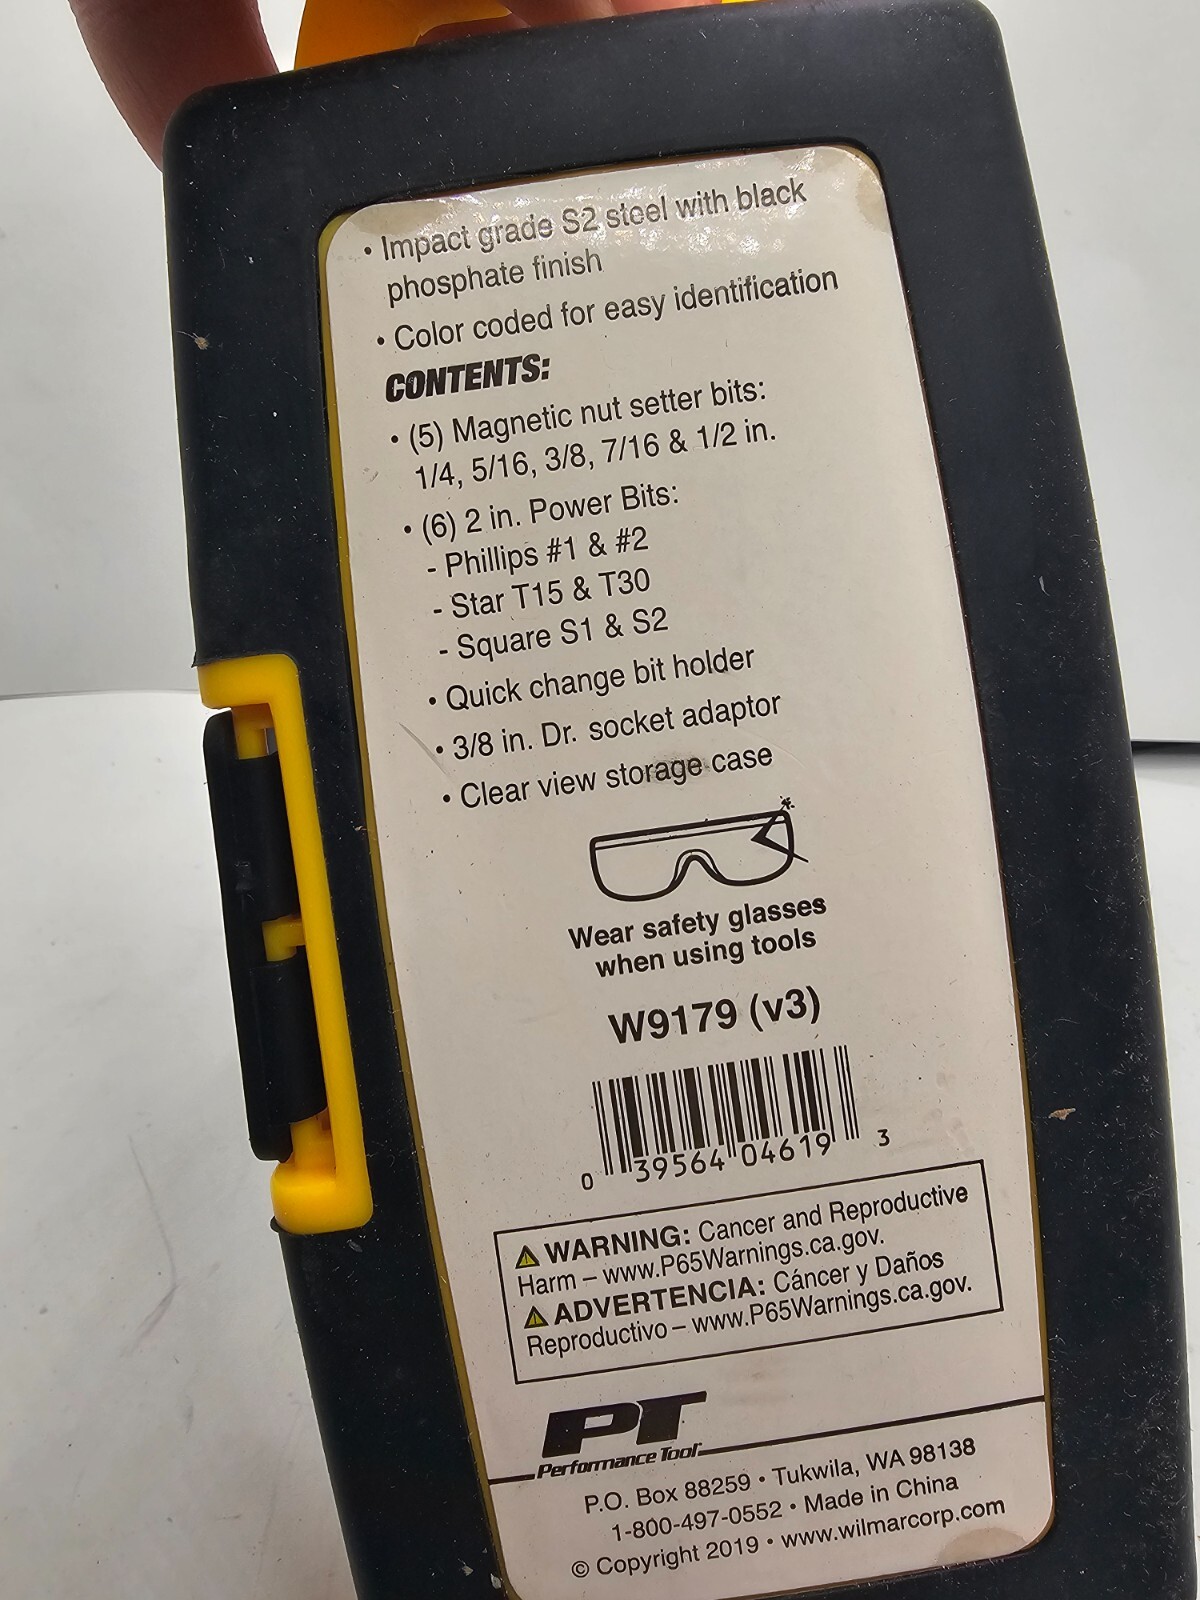 • Impact grade S2 steel with black
phosphate finish
• Color coded for easy identification
CONTENTS:
• (5) Magnetic nut setter bits:
1/4, 5/16, 3/8, 7/16 & 1/2 in.
• (6) 2 in. Power Bits:
- Phillips #1 & #2
- Star T15 & T30
- Square S1 & S2
• Quick change bit holder
• 3/8 in. Dr. socket adaptor
• Clear view storage case
Wear safety glasses
when using tools
W9179 (v3)
0 39564 04619 3
⚠ WARNING: Cancer and Reproductive
Harm – www.P65Warnings.ca.gov.
⚠ ADVERTENCIA: Cáncer y Daños
Reproductivo – www.P65Warnings.ca.gov.
PT
Performance Tool
P.O. Box 88259 • Tukwila, WA 98138
1-800-497-0552 • Made in China
© Copyright 2019 • www.wilmarcorp.com